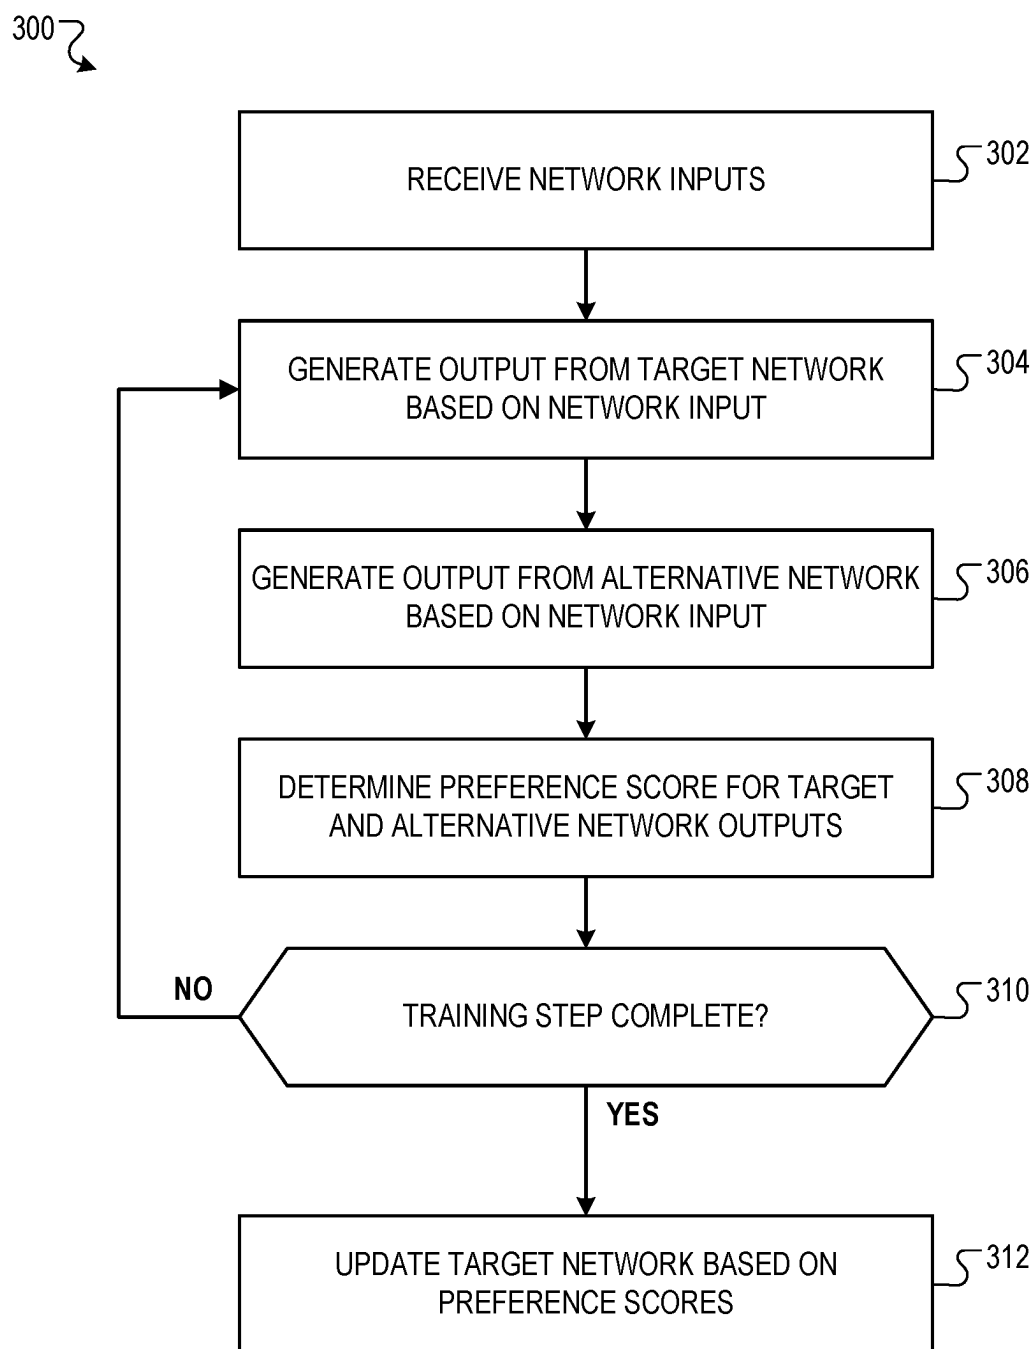 300
RECEIVE NETWORK INPUTS
302
GENERATE OUTPUT FROM TARGET NETWORK
BASED ON NETWORK INPUT
304
GENERATE OUTPUT FROM ALTERNATIVE NETWORK
BASED ON NETWORK INPUT
306
DETERMINE PREFERENCE SCORE FOR TARGET
AND ALTERNATIVE NETWORK OUTPUTS
308
NO
TRAINING STEP COMPLETE?
310
YES
UPDATE TARGET NETWORK BASED ON
PREFERENCE SCORES
312